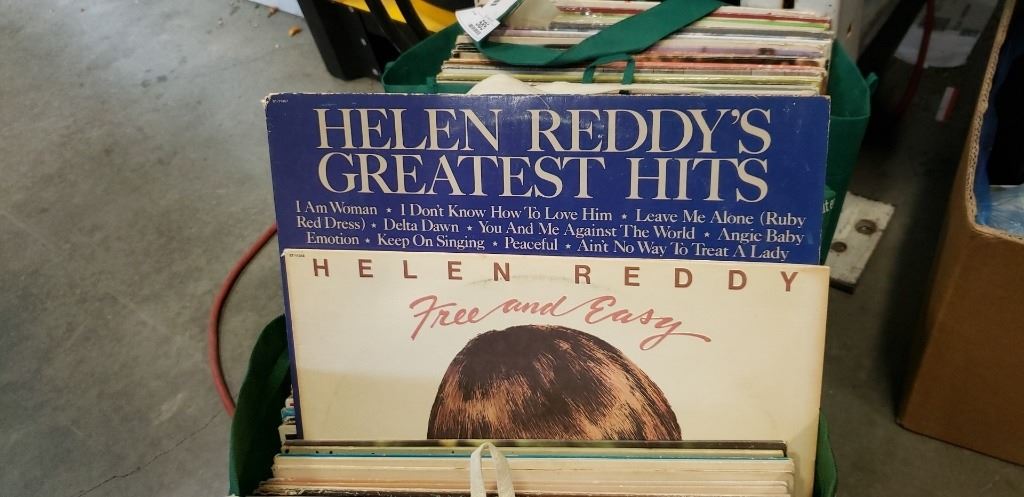 HELEN REDDY'S
GREATEST HITS
I Am Woman ★ I Don't Know How To Love Him ★ Leave Me Alone (Ruby
Red Dress) ★ Delta Dawn ★ You And Me Against The World ★ Angie Baby
Emotion ★ Keep On Singing ★ Peaceful ★ Ain't No Way To Treat A Lady
HELEN REDDY
Free and Easy